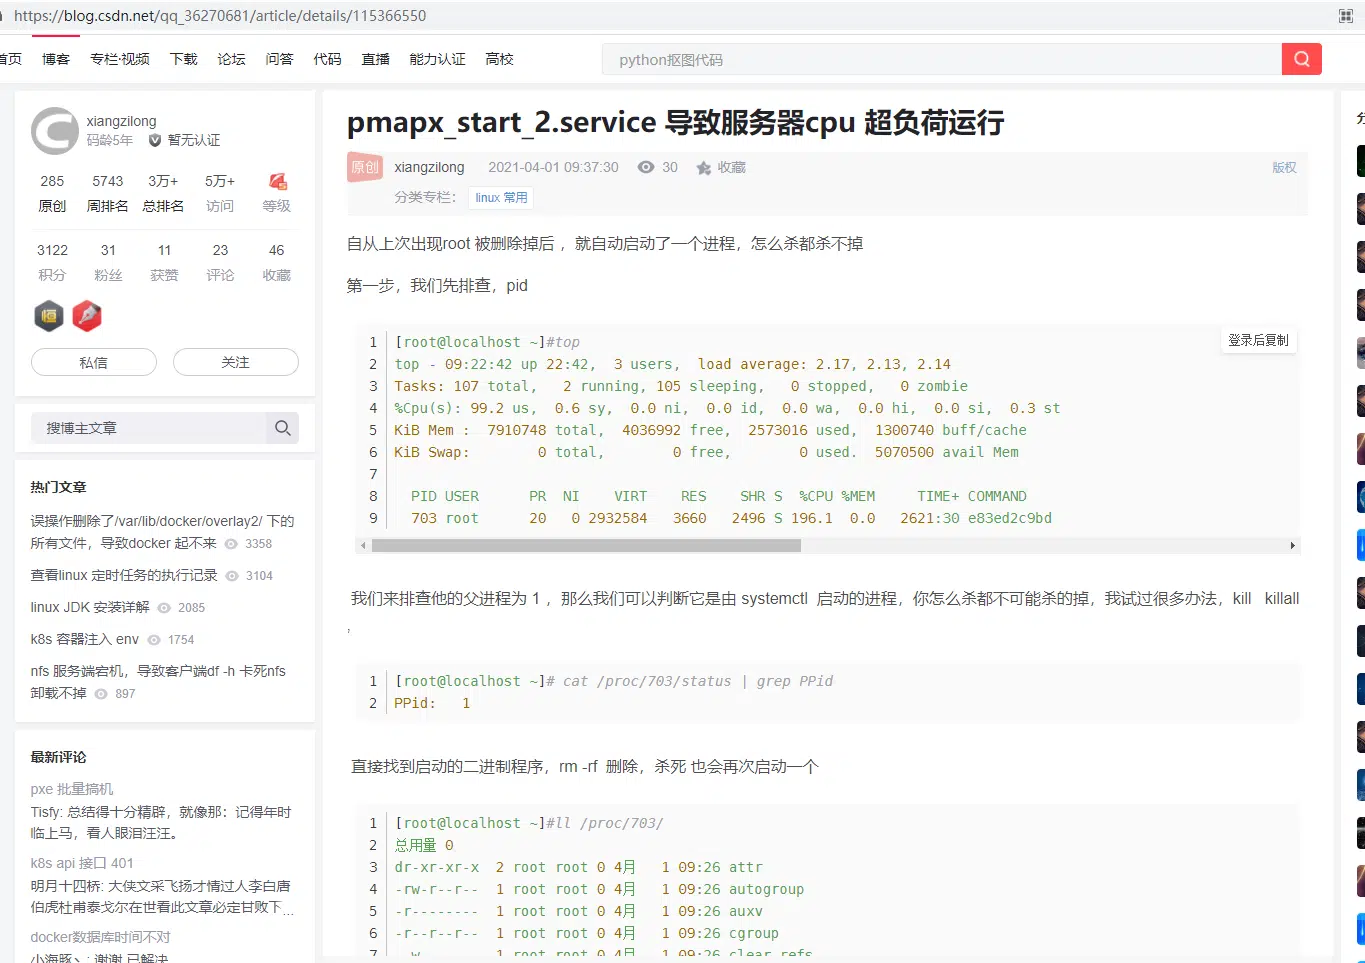 https://blog.csdn.net/qq_36270681/article/details/115366550
首页 博客 专栏·视频 下载 论坛 问答 代码 直播 能力认证 高校
python抠图代码
xiangzilong
码龄5年 暂无认证
285 5743 3万+ 5万+
原创 周排名 总排名 访问 等级
3122 31 11 23 46
积分 粉丝 获赞 评论 收藏
私信 关注
搜博主文章
热门文章
误操作删除了/var/lib/docker/overlay2/ 下的
所有文件，导致docker 起不来 3358
查看linux 定时任务的执行记录 3104
linux JDK 安装详解 2085
k8s 容器注入 env 1754
nfs 服务端宕机，导致客户端df -h 卡死nfs
卸载不掉 897
最新评论
pxe 批量搞机
Tisfy: 总结得十分精辟，就像那：记得年时
临上马，看人眼泪汪汪。
k8s api 接口 401
明月十四桥: 大侠文采飞扬才情过人李白唐
伯虎杜甫泰戈尔在世看此文章必定甘败下...
docker数据库时间不对
小海豚丶: 谢谢 已解决
pmapx_start_2.service 导致服务器cpu 超负荷运行
原创 xiangzilong 2021-04-01 09:37:30 30 收藏 版权
分类专栏： linux 常用
自从上次出现root 被删除掉后 ，就自动启动了一个进程，怎么杀都杀不掉
第一步，我们先排查，pid
登录后复制
1 [root@localhost ~]#top
2 top - 09:22:42 up 22:42,  3 users,  load average: 2.17, 2.13, 2.14
3 Tasks: 107 total,   2 running, 105 sleeping,   0 stopped,   0 zombie
4 %Cpu(s): 99.2 us,  0.6 sy,  0.0 ni,  0.0 id,  0.0 wa,  0.0 hi,  0.0 si,  0.3 st
5 KiB Mem :  7910748 total,  4036992 free,  2573016 used,  1300740 buff/cache
6 KiB Swap:        0 total,        0 free,        0 used.  5070500 avail Mem
7
8   PID USER      PR  NI    VIRT    RES    SHR S  %CPU %MEM     TIME+ COMMAND
9   703 root      20   0 2932584   3660   2496 S 196.1  0.0   2621:30 e83ed2c9bd
我们来排查他的父进程为 1 ，那么我们可以判断它是由 systemctl  启动的进程，你怎么杀都不可能杀的掉，我试过很多办法，kill   killall
，
1 [root@localhost ~]# cat /proc/703/status | grep PPid
2 PPid:   1
直接找到启动的二进制程序，rm -rf  删除，杀死 也会再次启动一个
1 [root@localhost ~]#ll /proc/703/
2 总用量 0
3 dr-xr-xr-x  2 root root 0 4月   1 09:26 attr
4 -rw-r--r--  1 root root 0 4月   1 09:26 autogroup
5 -r--------  1 root root 0 4月   1 09:26 auxv
6 -r--r--r--  1 root root 0 4月   1 09:26 cgroup
7 --w-------  1 root root 0 4月   1 09:26 clear_refs